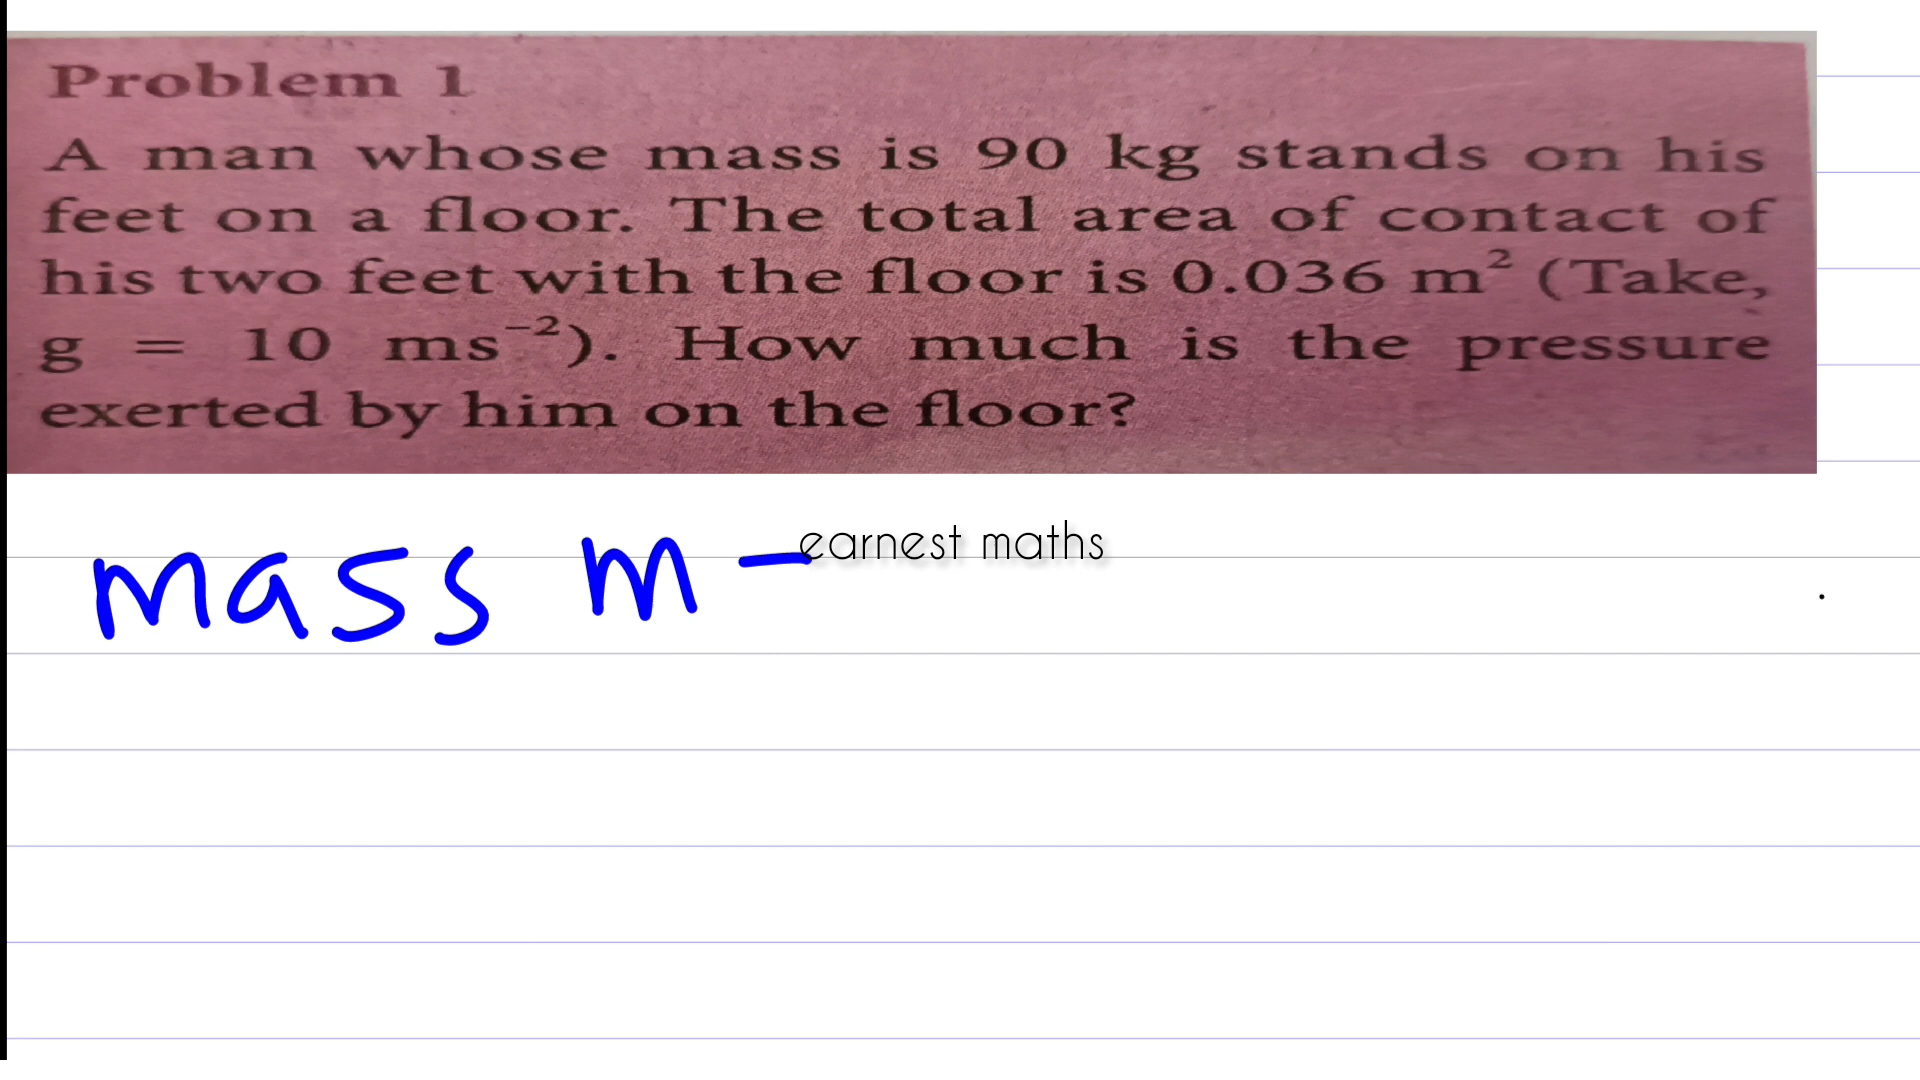 Problem 1
A man whose mass is 90 kg stands on his
feet on a floor. The total area of contact of
his two feet with the floor is 0.036 m² (Take,
g = 10 ms⁻²). How much is the pressure
exerted by him on the floor?
mass m -
earnest maths